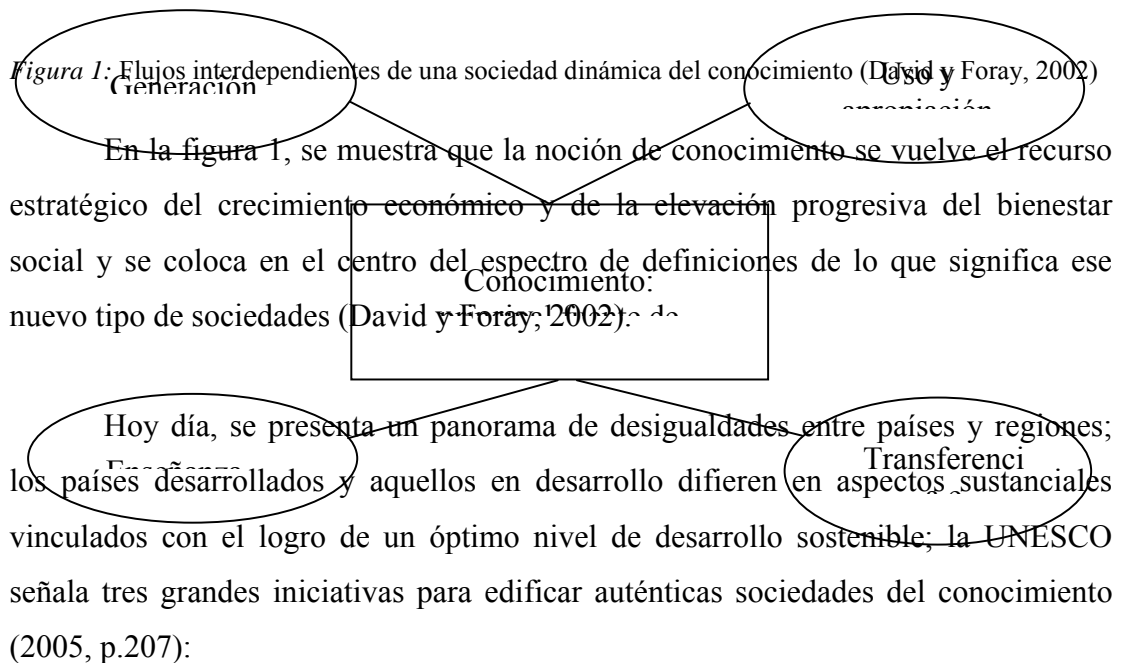 Figura 1: Flujos interdependientes de una sociedad dinámica del conocimiento (David y Foray, 2002)
Generación
Uso y
apropiación
En la figura 1, se muestra que la noción de conocimiento se vuelve el recurso
estratégico del crecimiento económico y de la elevación progresiva del bienestar
social y se coloca en el centro del espectro de definiciones de lo que significa ese
Conocimiento:
nuevo tipo de sociedades (David y Foray, 2002).
Hoy día, se presenta un panorama de desigualdades entre países y regiones;
Enseñanza
Transferenci
los países desarrollados y aquellos en desarrollo difieren en aspectos sustanciales
vinculados con el logro de un óptimo nivel de desarrollo sostenible; la UNESCO
señala tres grandes iniciativas para edificar auténticas sociedades del conocimiento
(2005, p.207):